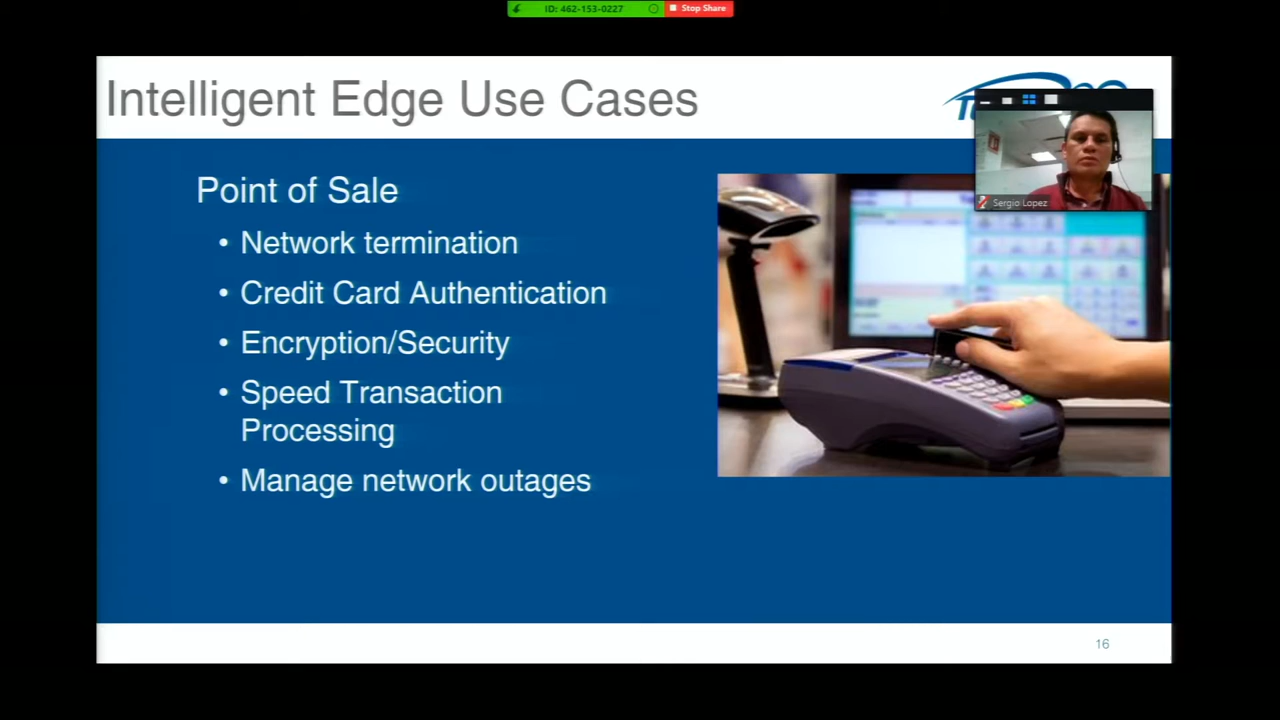 ID: 462-153-0227
Stop Share
Intelligent Edge Use Cases
Sergio Lopez
Point of Sale
• Network termination
• Credit Card Authentication
• Encryption/Security
• Speed Transaction
Processing
• Manage network outages
16